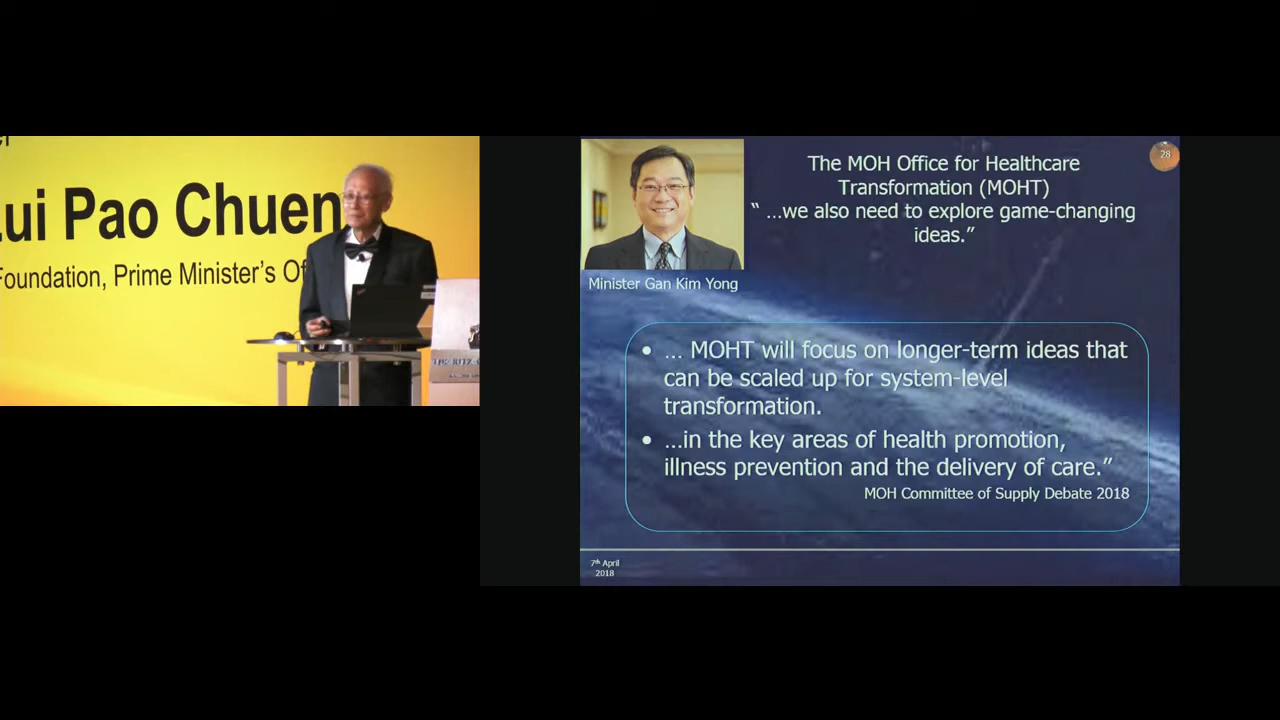 ui Pao Chuen
Foundation, Prime Minister's Of
THE RITZ-C
28
The MOH Office for Healthcare
Transformation (MOHT)
“ …we also need to explore game-changing
ideas.”
Minister Gan Kim Yong
• … MOHT will focus on longer-term ideas that
can be scaled up for system-level
transformation.
• …in the key areas of health promotion,
illness prevention and the delivery of care.”
MOH Committee of Supply Debate 2018
7th April
2018